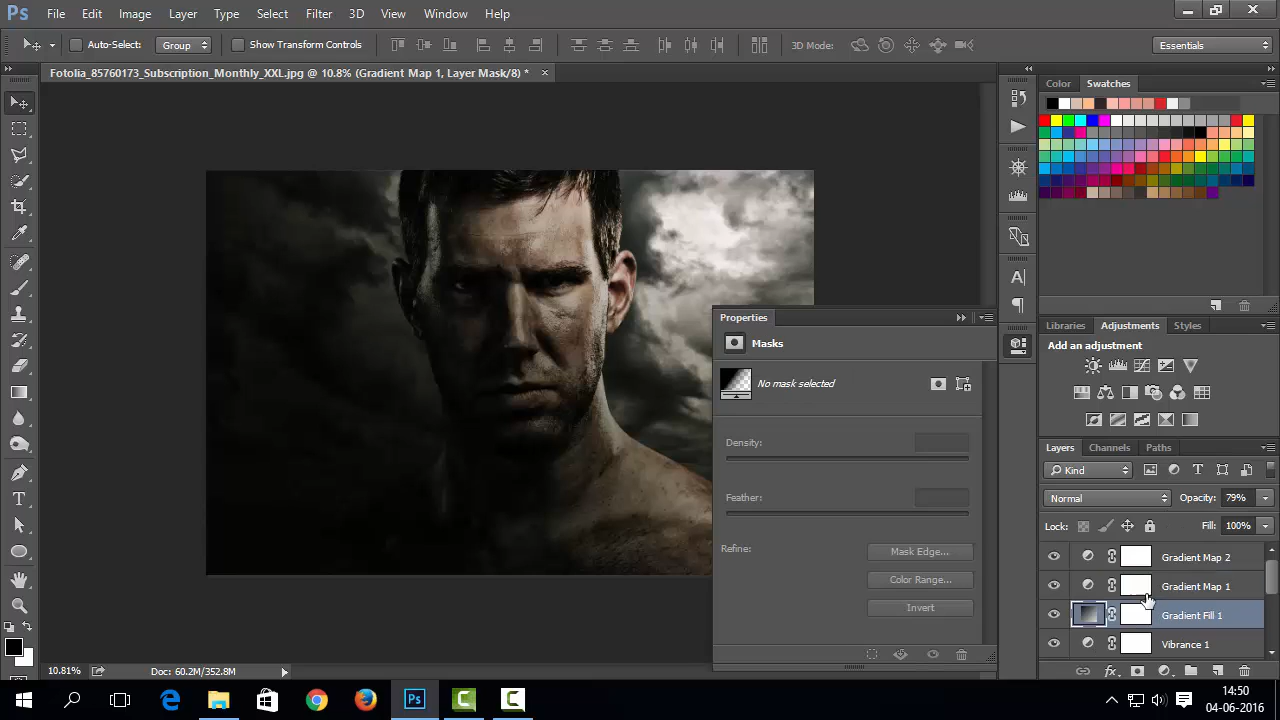 Ps File Edit Image Layer Type Select Filter 3D View Window Help
Auto-Select: Group Show Transform Controls 3D Mode: Essentials
Fotolia_85760173_Subscription_Monthly_XXL.jpg @ 10.8% (Gradient Map 1, Layer Mask/8) * ×
Color Swatches
Properties
Masks
No mask selected
Density:
Feather:
Refine: Mask Edge...
Color Range...
Invert
Libraries Adjustments Styles
Add an adjustment
Layers Channels Paths
Kind
Normal Opacity: 79%
Lock: Fill: 100%
Gradient Map 2
Gradient Map 1
Gradient Fill 1
Vibrance 1
10.81% Doc: 60.2M/352.8M
14:50
04-06-2016